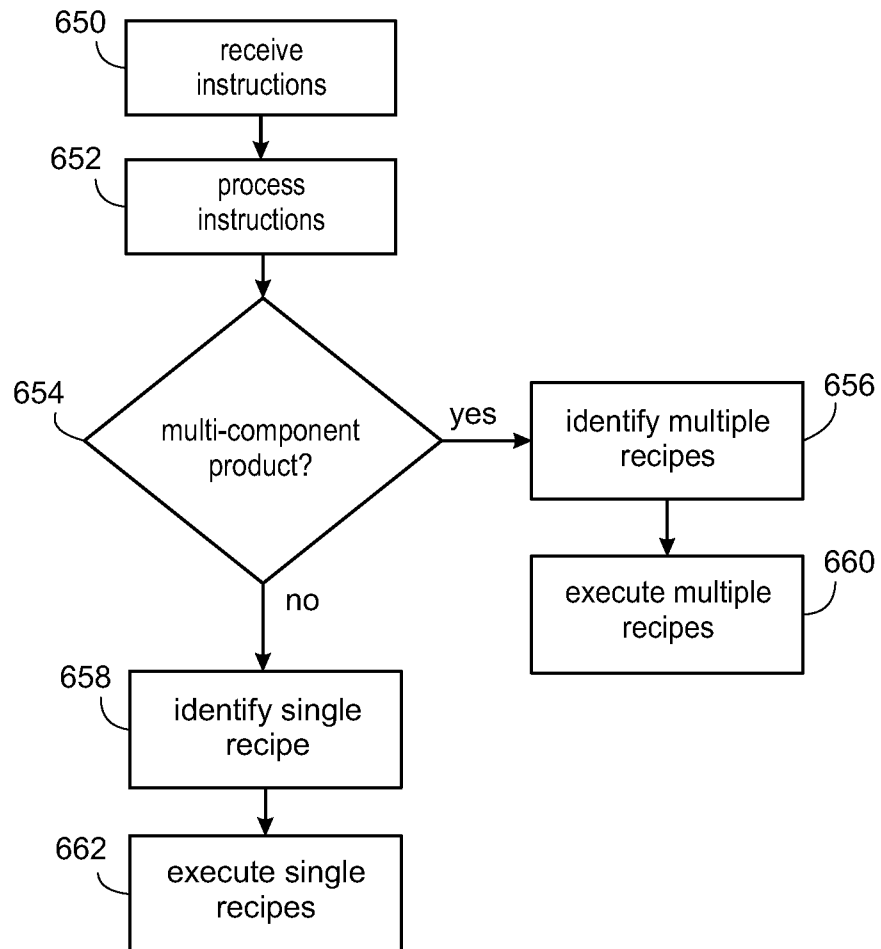 650
receive
instructions
652
process
instructions
654
multi-component
product?
yes
656
identify multiple
recipes
660
execute multiple
recipes
no
658
identify single
recipe
662
execute single
recipes